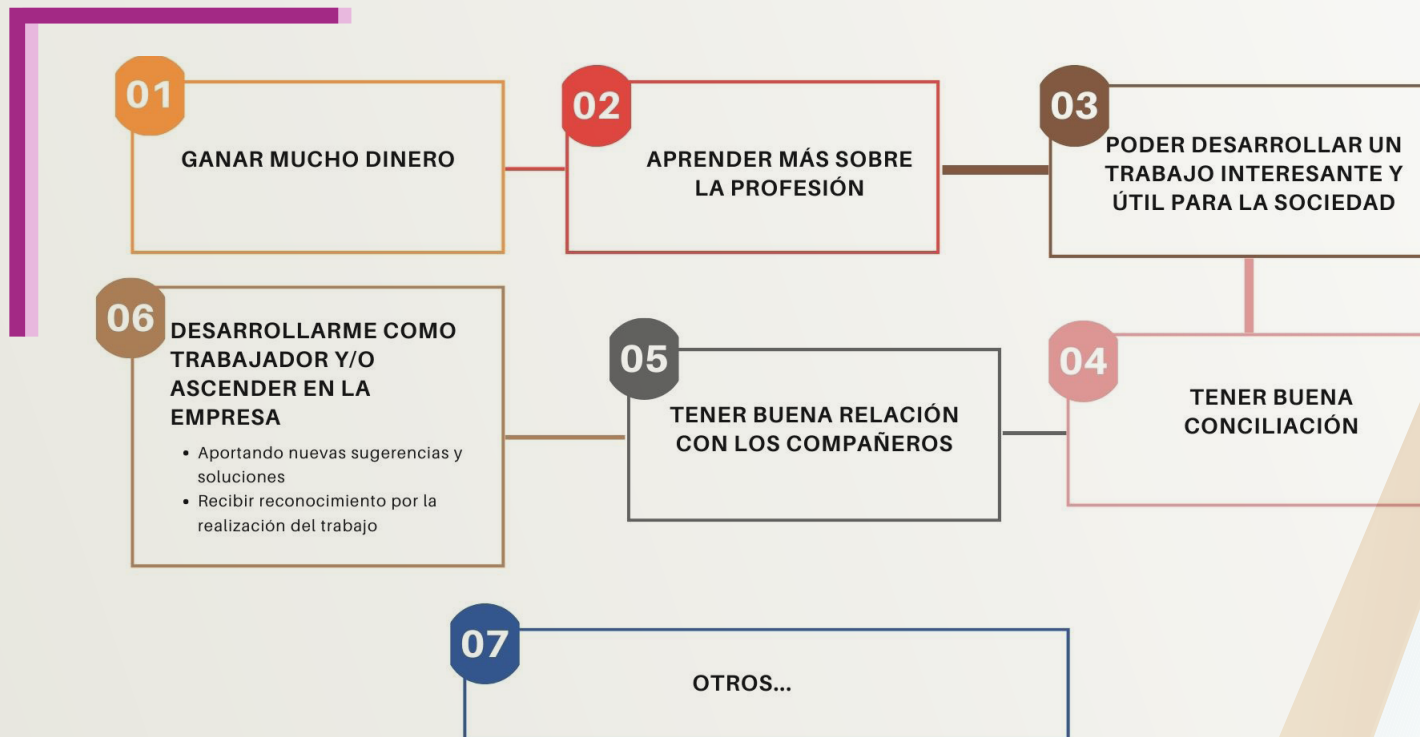 01
GANAR MUCHO DINERO
02
APRENDER MÁS SOBRE
LA PROFESIÓN
03
PODER DESARROLLAR UN
TRABAJO INTERESANTE Y
ÚTIL PARA LA SOCIEDAD
04
TENER BUENA
CONCILIACIÓN
05
TENER BUENA RELACIÓN
CON LOS COMPAÑEROS
06
DESARROLLARME COMO
TRABAJADOR Y/O
ASCENDER EN LA
EMPRESA
• Aportando nuevas sugerencias y
soluciones
• Recibir reconocimiento por la
realización del trabajo
07
OTROS...